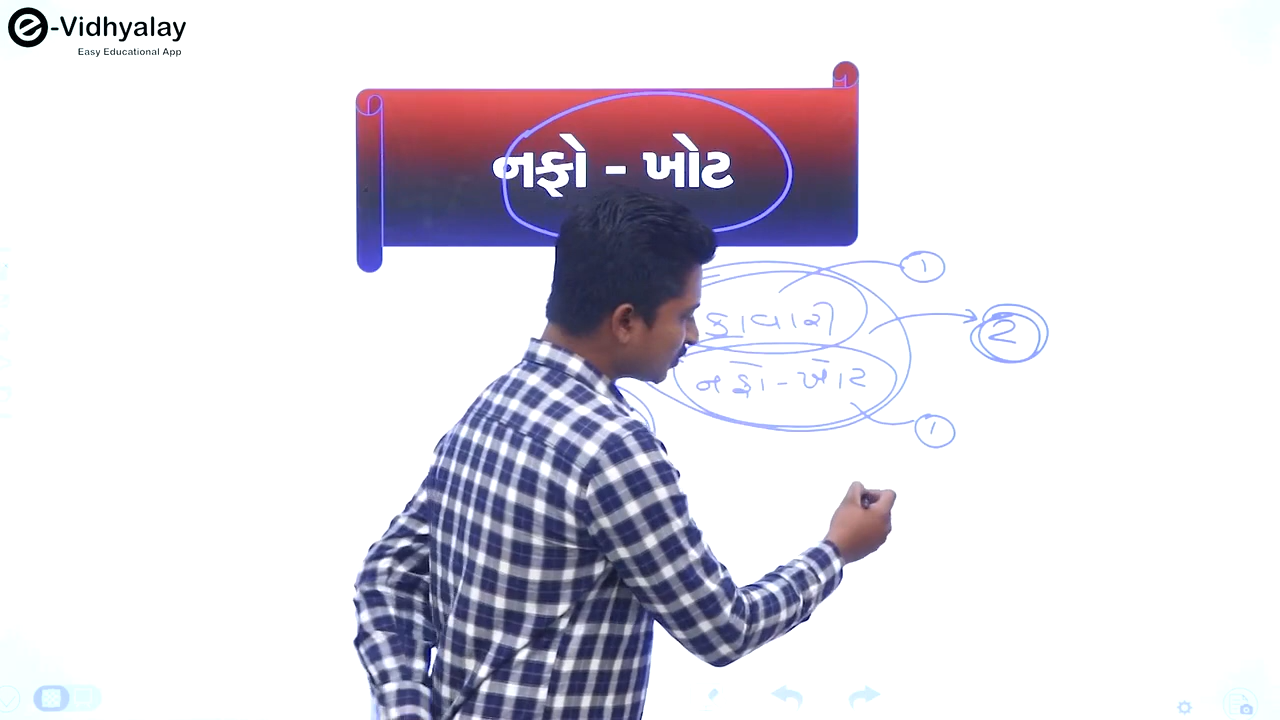 e-Vidhyalay
Easy Educational App
નફો - ખોટ
1
કાવારી
2
નફો - ખોટ
1